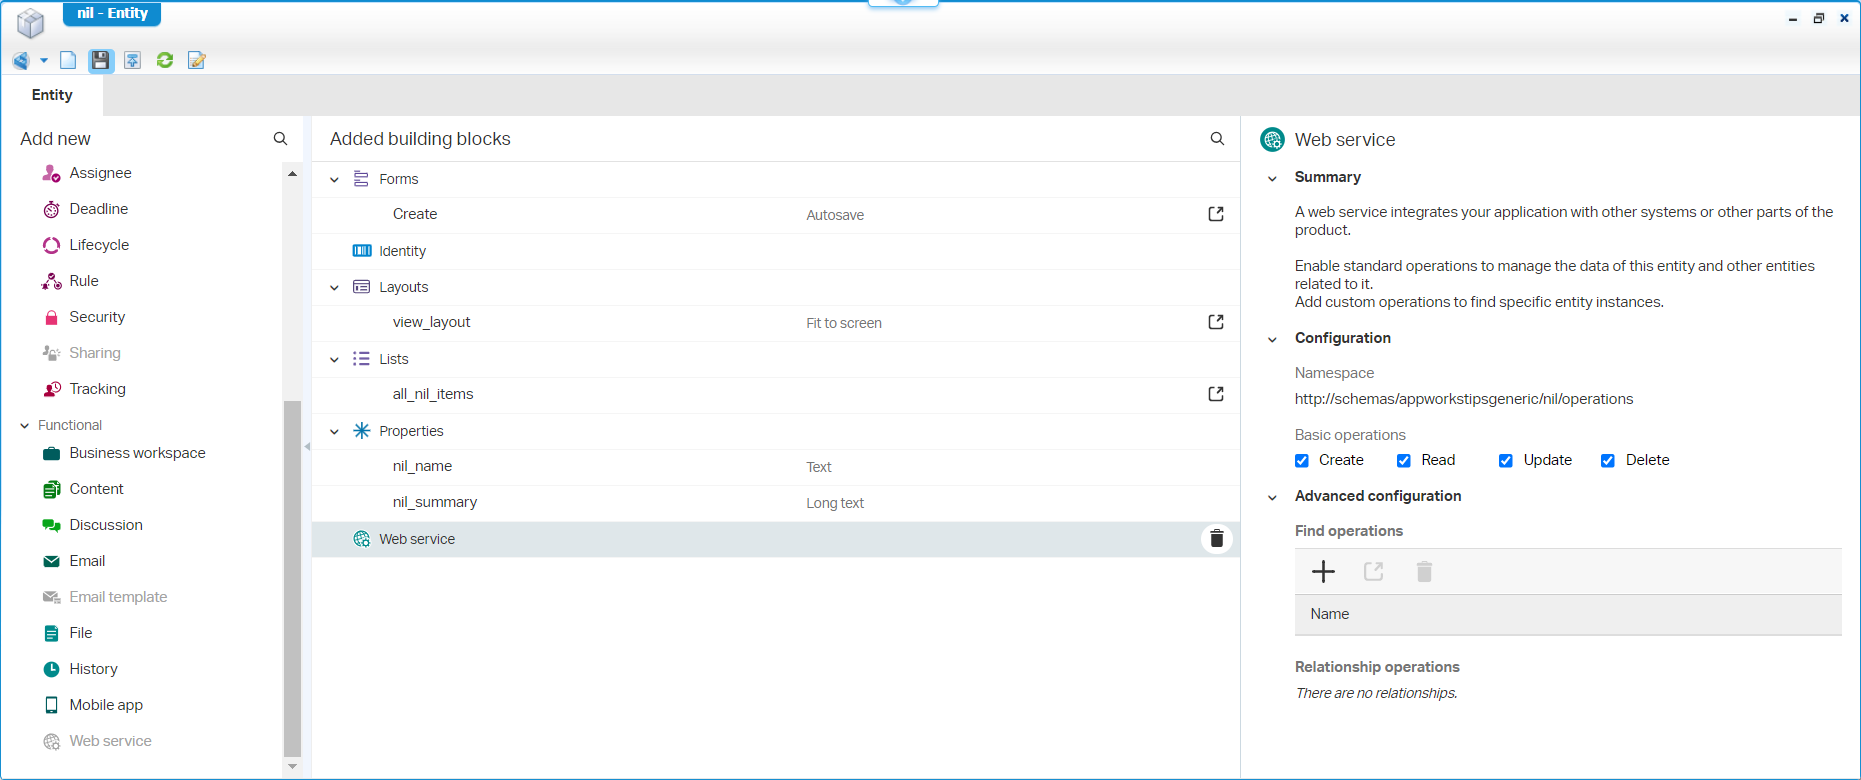 nil - Entity
Entity
Add new
Assignee
Deadline
Lifecycle
Rule
Security
Sharing
Tracking
Functional
Business workspace
Content
Discussion
Email
Email template
File
History
Mobile app
Web service
Added building blocks
Forms
Create Autosave
Identity
Layouts
view_layout Fit to screen
Lists
all_nil_items
Properties
nil_name Text
nil_summary Long text
Web service
Web service
Summary
A web service integrates your application with other systems or other parts of the
product.
Enable standard operations to manage the data of this entity and other entities
related to it.
Add custom operations to find specific entity instances.
Configuration
Namespace
http://schemas/appworkstipsgeneric/nil/operations
Basic operations
Create Read Update Delete
Advanced configuration
Find operations
Name
Relationship operations
There are no relationships.